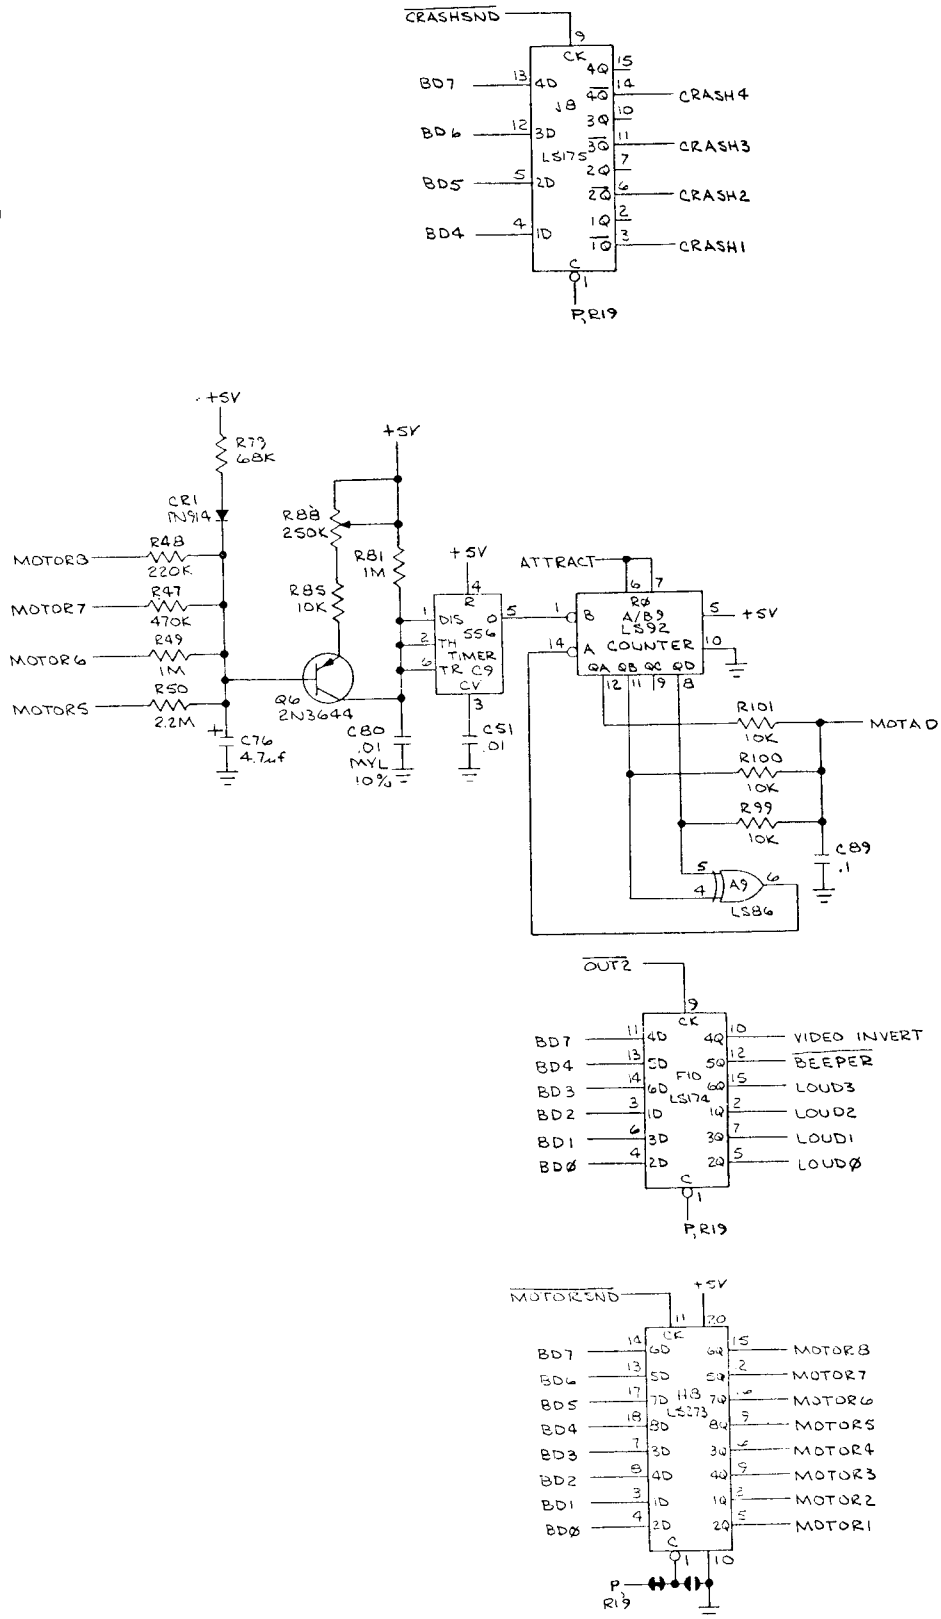 CRASHSND
9
CK
BD7 13 4D
4Q 15
J8
4Q 14 CRASH4
3Q 10
BD6 12 3D
3Q 11 CRASH3
LS175
2Q 7
BD5 5 2D
2Q 6 CRASH2
1Q 2
BD4 4 1D
1Q 3 CRASH1
C
1
P,R19
+5V
R79
68K
+5V
CR1
1N914
R88
250K
R48
MOTOR8
220K
R81
1M
+5V
ATTRACT
R47
MOTOR7
470K
R85
10K
4
R
1 DIS O 5
556
2 TH
TIMER
6 TR C9
CV
3
6 7
RØ
1 B A/B9 5 +5V
LS92
14 A COUNTER 10
QA QB QC QD
12 11 9 8
R49
MOTOR6
1M
R50
MOTOR5
2.2M
Q6
2N3644
+
C76
4.7uf
C80
.01
MYL
10%
C51
.01
R101
10K
MOTAD
R100
10K
R99
10K
C89
.1
5
4
A9
6
LS86
OUT2
9
CK
BD7 11 4D 4Q 10 VIDEO INVERT
BD4 13 5D 5Q 12 BEEPER
F10
BD3 14 6D 6Q 15 LOUD3
LS174
BD2 3 1D 1Q 2 LOUD2
BD1 6 3D 3Q 7 LOUD1
BDØ 4 2D 2Q 5 LOUDØ
C
1
P,R19
MOTORSND
+5V
11 20
CK
BD7 14 6D 6Q 15 MOTOR8
BD6 13 5D 5Q 2 MOTOR7
H8
BD5 17 7D 7Q MOTOR6
LS273
BD4 18 8D 8Q 9 MOTOR5
BD3 7 3D 3Q 6 MOTOR4
BD2 8 4D 4Q 9 MOTOR3
BD1 3 1D 1Q 2 MOTOR2
BDØ 4 2D 2Q 5 MOTOR1
C
1 10
P,
R19